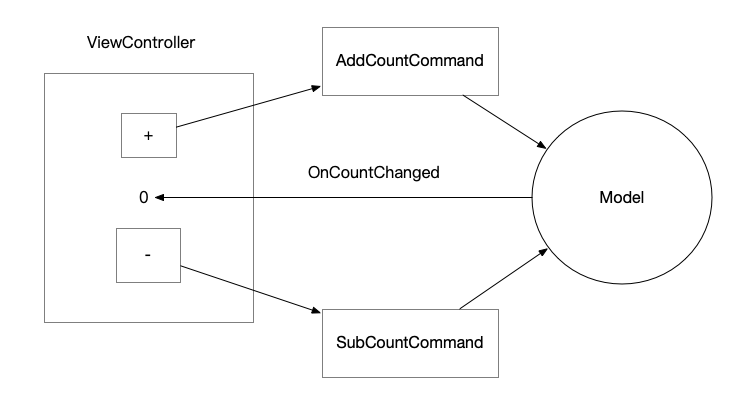 ViewController
AddCountCommand
+
OnCountChanged
0
Model
-
SubCountCommand